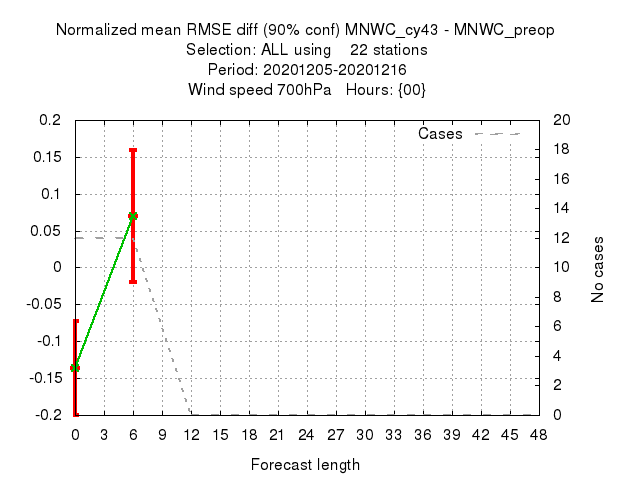 Normalized mean RMSE diff (90% conf) MNWC_cy43 - MNWC_preop
Selection: ALL using    22 stations
Period: 20201205-20201216
Wind speed 700hPa   Hours: {00}
Cases
0.2
0.15
0.1
0.05
0
-0.05
-0.1
-0.15
-0.2
20
18
16
14
12
10
8
6
4
2
0
No cases
0 3 6 9 12 15 18 21 24 27 30 33 36 39 42 45 48
Forecast length